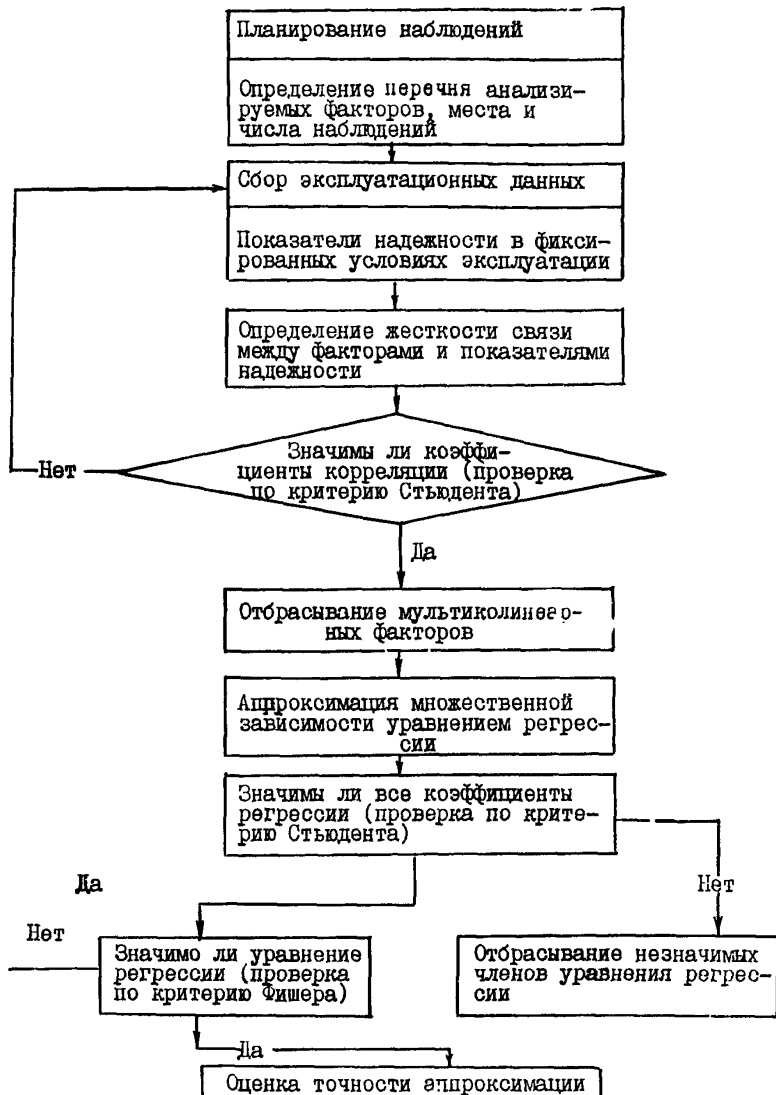 Планирование наблюдений
Определение перечня анализи-
руемых факторов, места и
числа наблюдений
Сбор эксплуатационных данных
Показатели надежности в фикси-
рованных условиях эксплуатации
Определение жесткости связи
между факторами и показателями
надежности
Значимы ли коэффи-
циенты корреляции (проверка
по критерию Стьюдента)
Нет
Да
Отбрасывание мультиколинеар-
ных факторов
Аппроксимация множественной
зависимости уравнением регрес-
сии
Значимы ли все коэффициенты
регрессии (проверка по крите-
рию Стьюдента)
Да
Нет
Нет
Значимо ли уравнение
регрессии (проверка
по критерию Фишера)
Отбрасывание незначимых
членов уравнения регрес-
сии
Да
Оценка точности аппроксимации